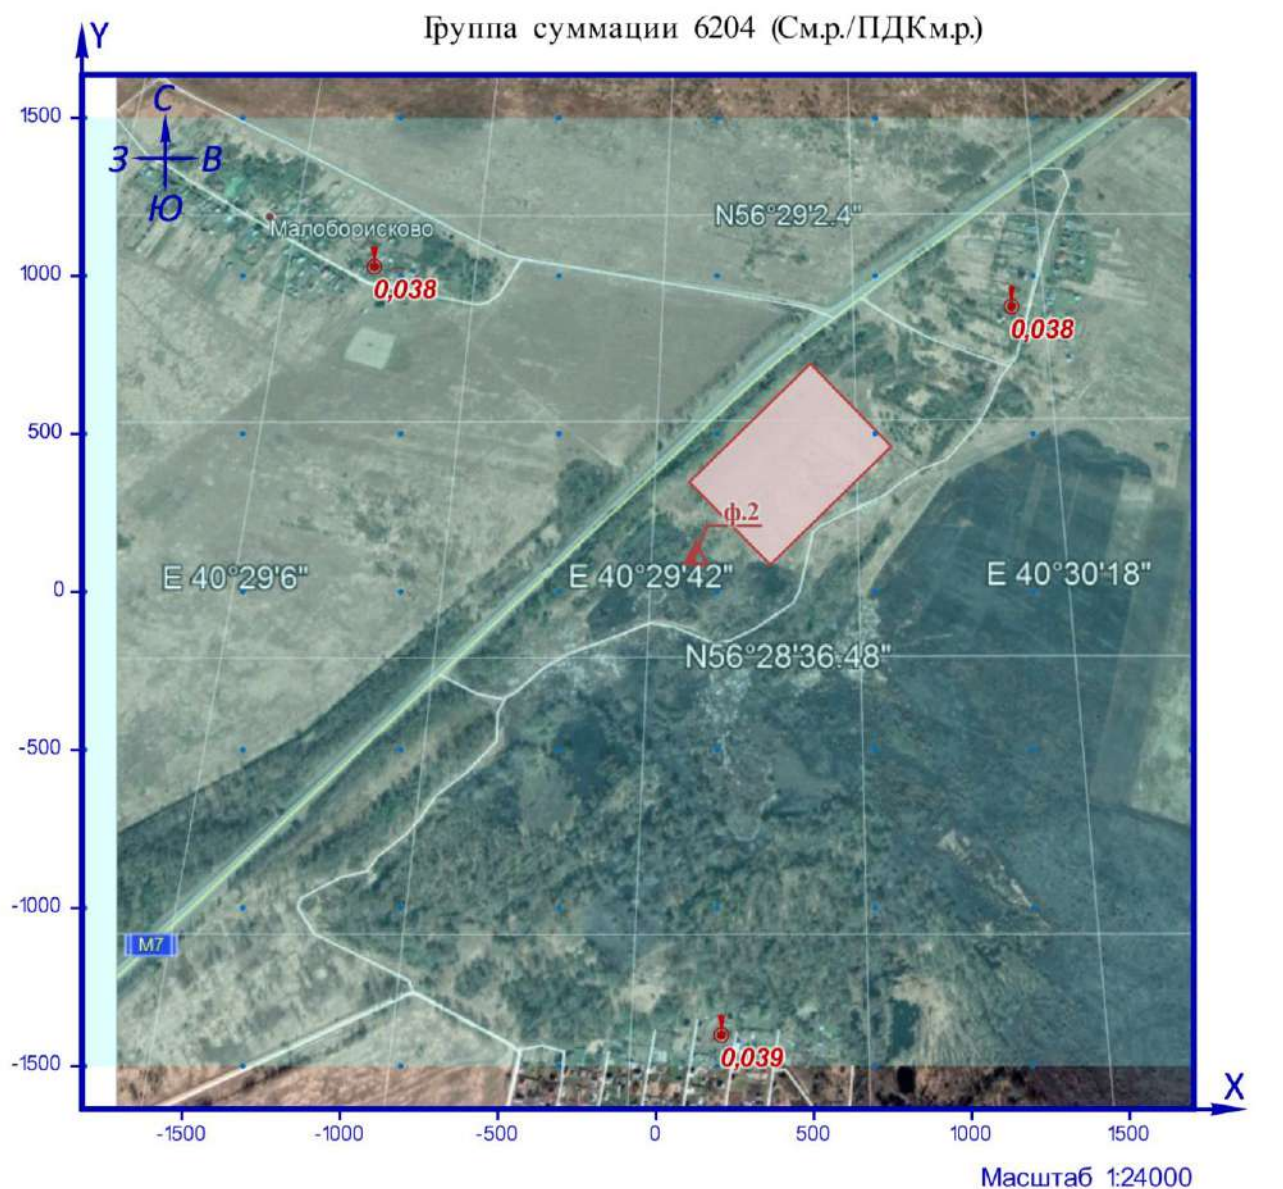 Группа суммации 6204 (См.р./ПДКм.р.)
Y
1500
1000
500
0
-500
-1000
-1500
С
З В
Ю
Малоборисково
0,038
N56°29'2.4"
0,038
ф.2
E 40°29'6"
E 40°29'42"
E 40°30'18"
N56°28'36.48"
M7
0,039
X
-1500 -1000 -500 0 500 1000 1500
Масштаб 1:24000